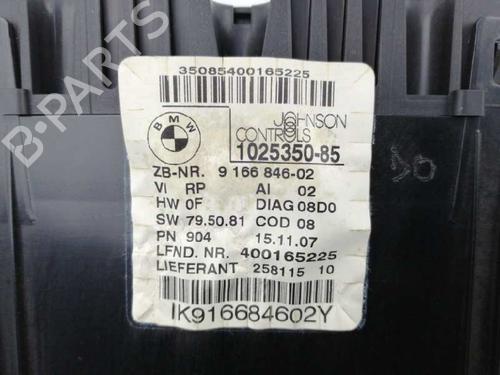 35085400165225
BMW
JOHNSON
CONTROLS
1025350-85
ZB-NR. 9 166 846-02
VI RP AI 02
HW 0F DIAG 08D0
SW 79.50.81 COD 08
PN 904 15.11.07
LFND. NR. 400165225
LIEFERANT 258115 10
IK916684602Y